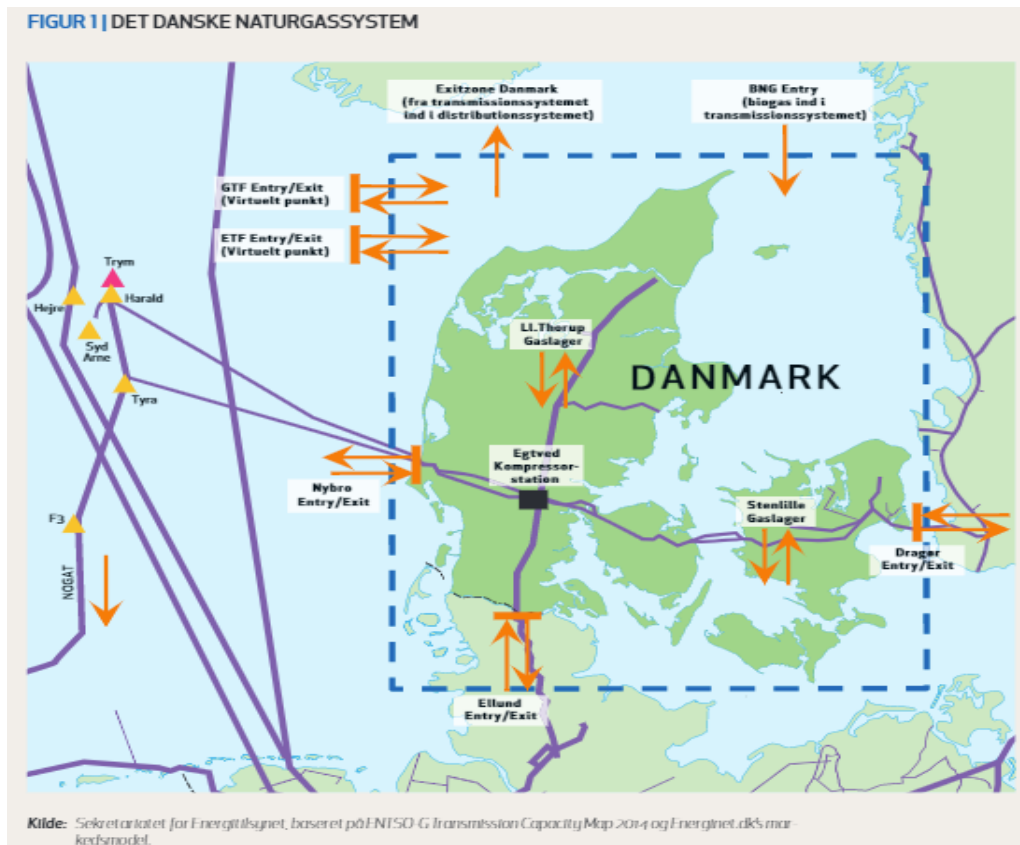 FIGUR 1 | DET DANSKE NATURGASSYSTEM
Exitzone Danmark
(fra transmissionssystemet
ind i distributionssystemet)
BNG Entry
(biogas ind i
transmissionssystemet)
GTF Entry/Exit
(Virtuelt punkt)
ETF Entry/Exit
(Virtuelt punkt)
Trym
Hejre
Harald
Syd
Arne
Tyra
Ll.Thorup
Gaslager
DANMARK
Egtved
Kompressor-
station
Nybro
Entry/Exit
Stenlille
Gaslager
F3
NOGAT
Dragør
Entry/Exit
Ellund
Entry/Exit
Kilde: Sekretariatet for Energitilsynet, baseret på ENTSO-G Transmission Capacity Map 2014 og Energinet.dk's mar-
kedsmodel.